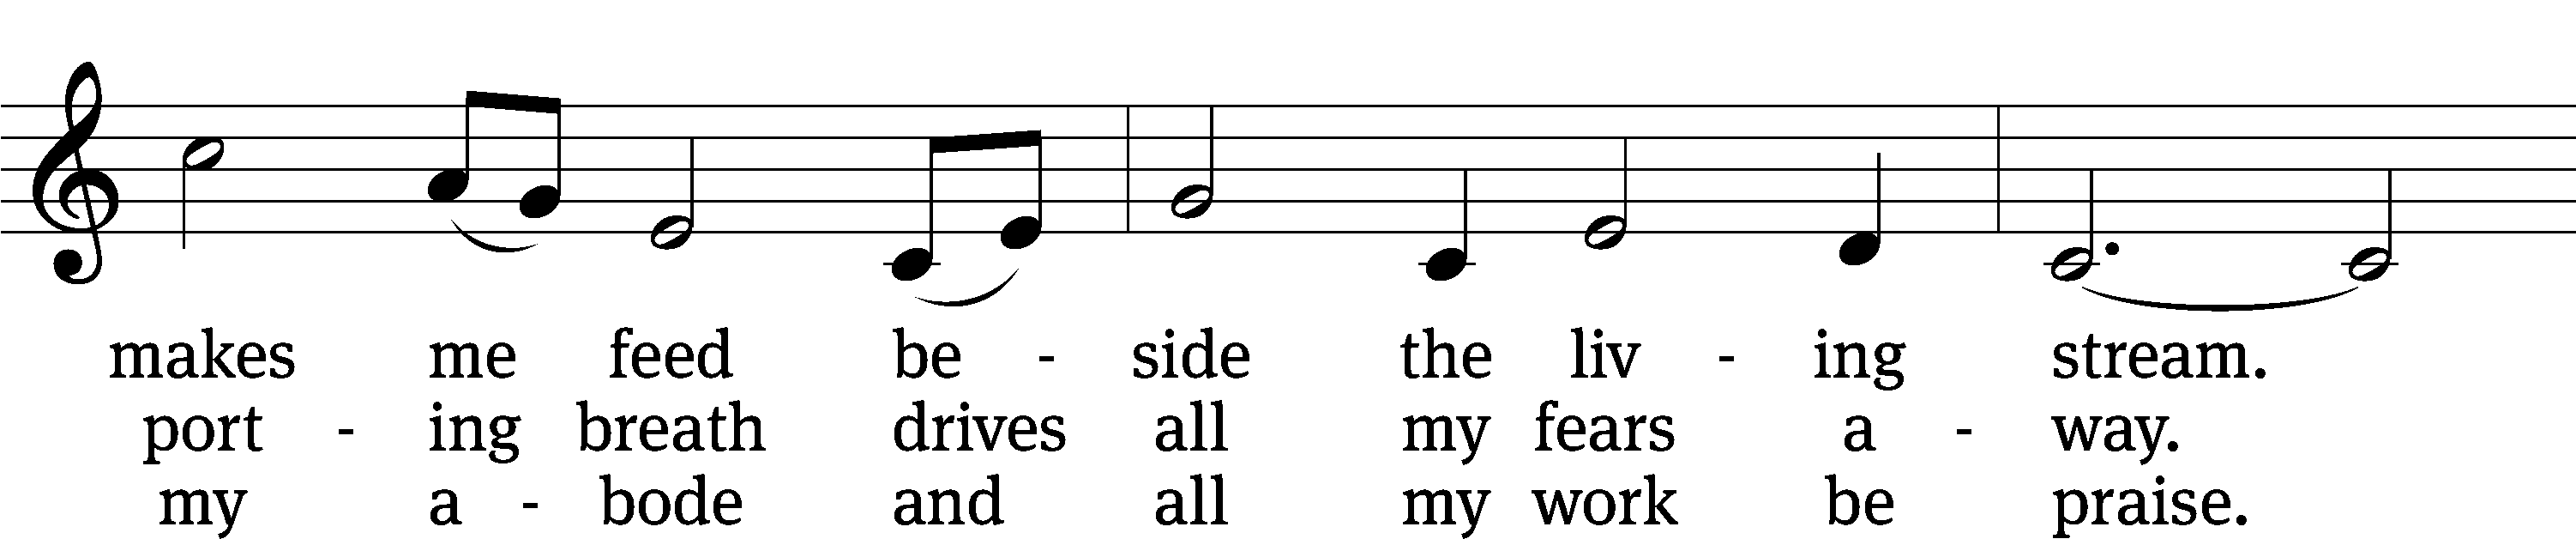 makes me feed be - side the liv - ing stream.
port - ing breath drives all my fears a - way.
my a - bode and all my work be praise.